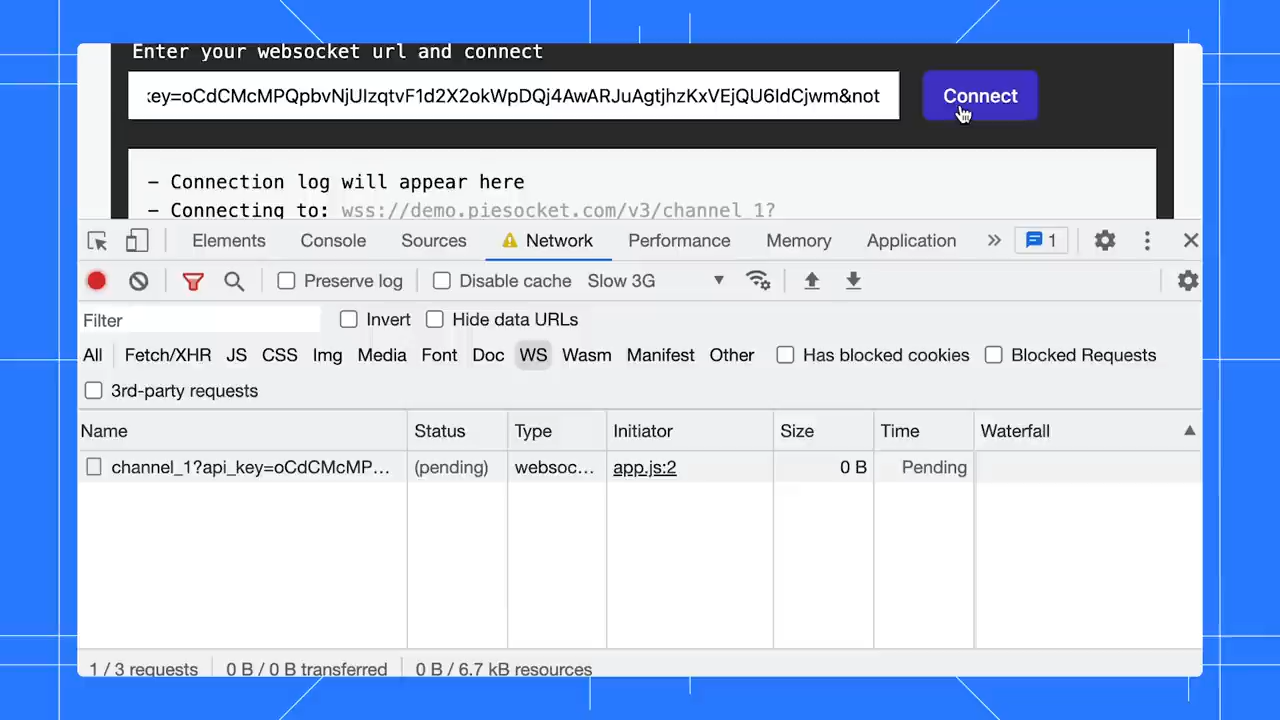 Enter your websocket url and connect
key=oCdCMcMPQpbvNjUIzqtvF1d2X2okWpDQj4AwARJuAgtjhzKxVEjQU6IdCjwm&not Connect
– Connection log will appear here
– Connecting to: wss://demo.piesocket.com/v3/channel_1?
Elements Console Sources Network Performance Memory Application » 1
Preserve log Disable cache Slow 3G
Filter Invert Hide data URLs
All Fetch/XHR JS CSS Img Media Font Doc WS Wasm Manifest Other Has blocked cookies Blocked Requests
3rd-party requests
Name Status Type Initiator Size Time Waterfall
channel_1?api_key=oCdCMcMP... (pending) websoc... app.js:2 0 B Pending
1 / 3 requests 0 B / 0 B transferred 0 B / 6.7 kB resources